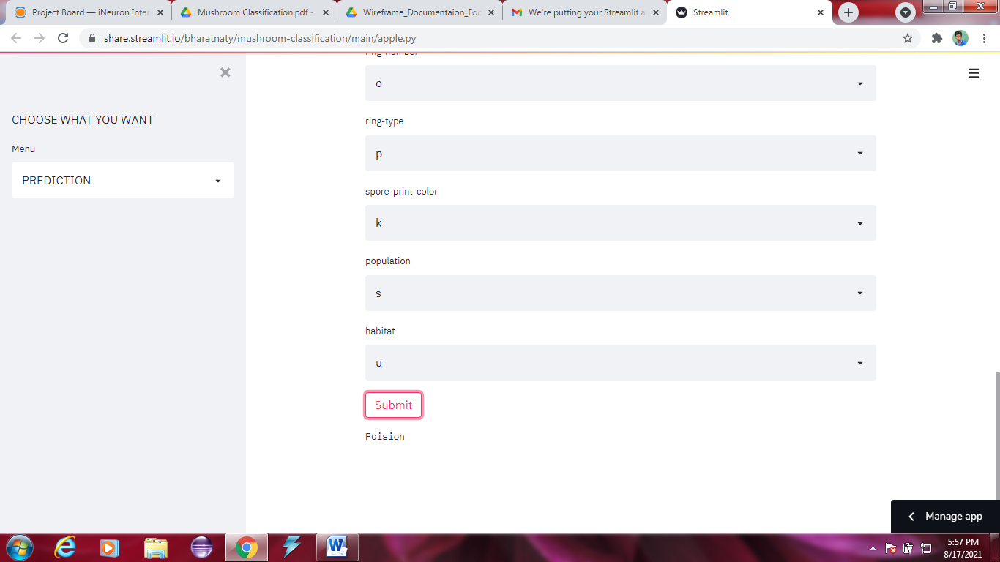 Project Board — iNeuron Inter
Mushroom Classification.pdf -
Wireframe_Documentaion_Foc
We're putting your Streamlit a
Streamlit
share.streamlit.io/bharatnaty/mushroom-classification/main/apple.py
CHOOSE WHAT YOU WANT
Menu
PREDICTION
ring-number
o
ring-type
p
spore-print-color
k
population
s
habitat
u
Submit
Poision
Manage app
5:57 PM
8/17/2021